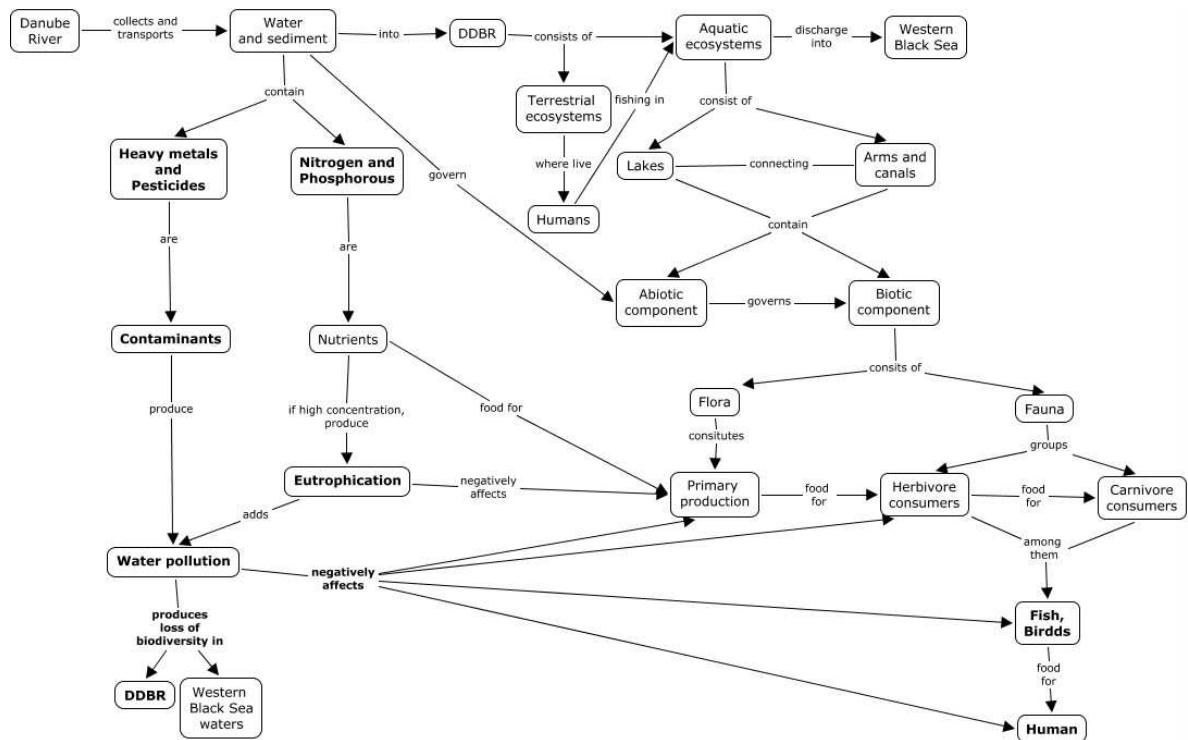 Danube
River
collects and
transports
Water
and sediment
into
DDBR
consists of
Aquatic
ecosystems
discharge
into
Western
Black Sea
contain
Terrestrial
ecosystems
fishing in
consist of
Heavy metals
and
Pesticides
Nitrogen and
Phosphorous
govern
where live
Lakes
connecting
Arms and
canals
Humans
contain
are
are
Abiotic
component
governs
Biotic
component
Contaminants
Nutrients
consits of
Flora
Fauna
produce
if high concentration,
produce
food for
consitutes
groups
Eutrophication
negatively
affects
Primary
production
food
for
Herbivore
consumers
food
for
Carnivore
consumers
adds
among
them
Water pollution
negatively
affects
produces
loss of
biodiversity in
Fish,
Birdds
food
for
DDBR
Western
Black Sea
waters
Human